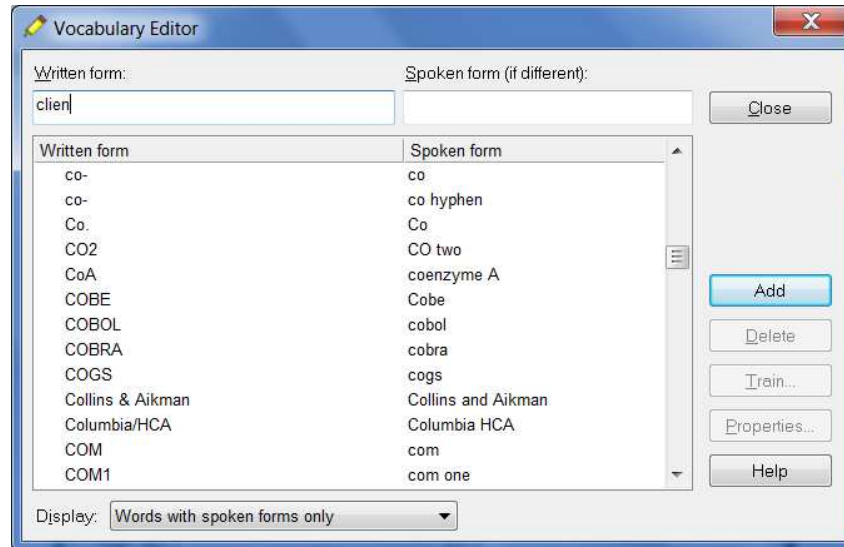 Vocabulary Editor
Written form: Spoken form (if different):
clien
Close
Written form Spoken form
co- co
co- co hyphen
Co. Co
CO2 CO two
CoA coenzyme A
COBE Cobe
Add
COBOL cobol
Delete
COBRA cobra
COGS cogs
Train...
Collins & Aikman Collins and Aikman
Columbia/HCA Columbia HCA
Properties...
COM com
COM1 com one
Help
Display: Words with spoken forms only